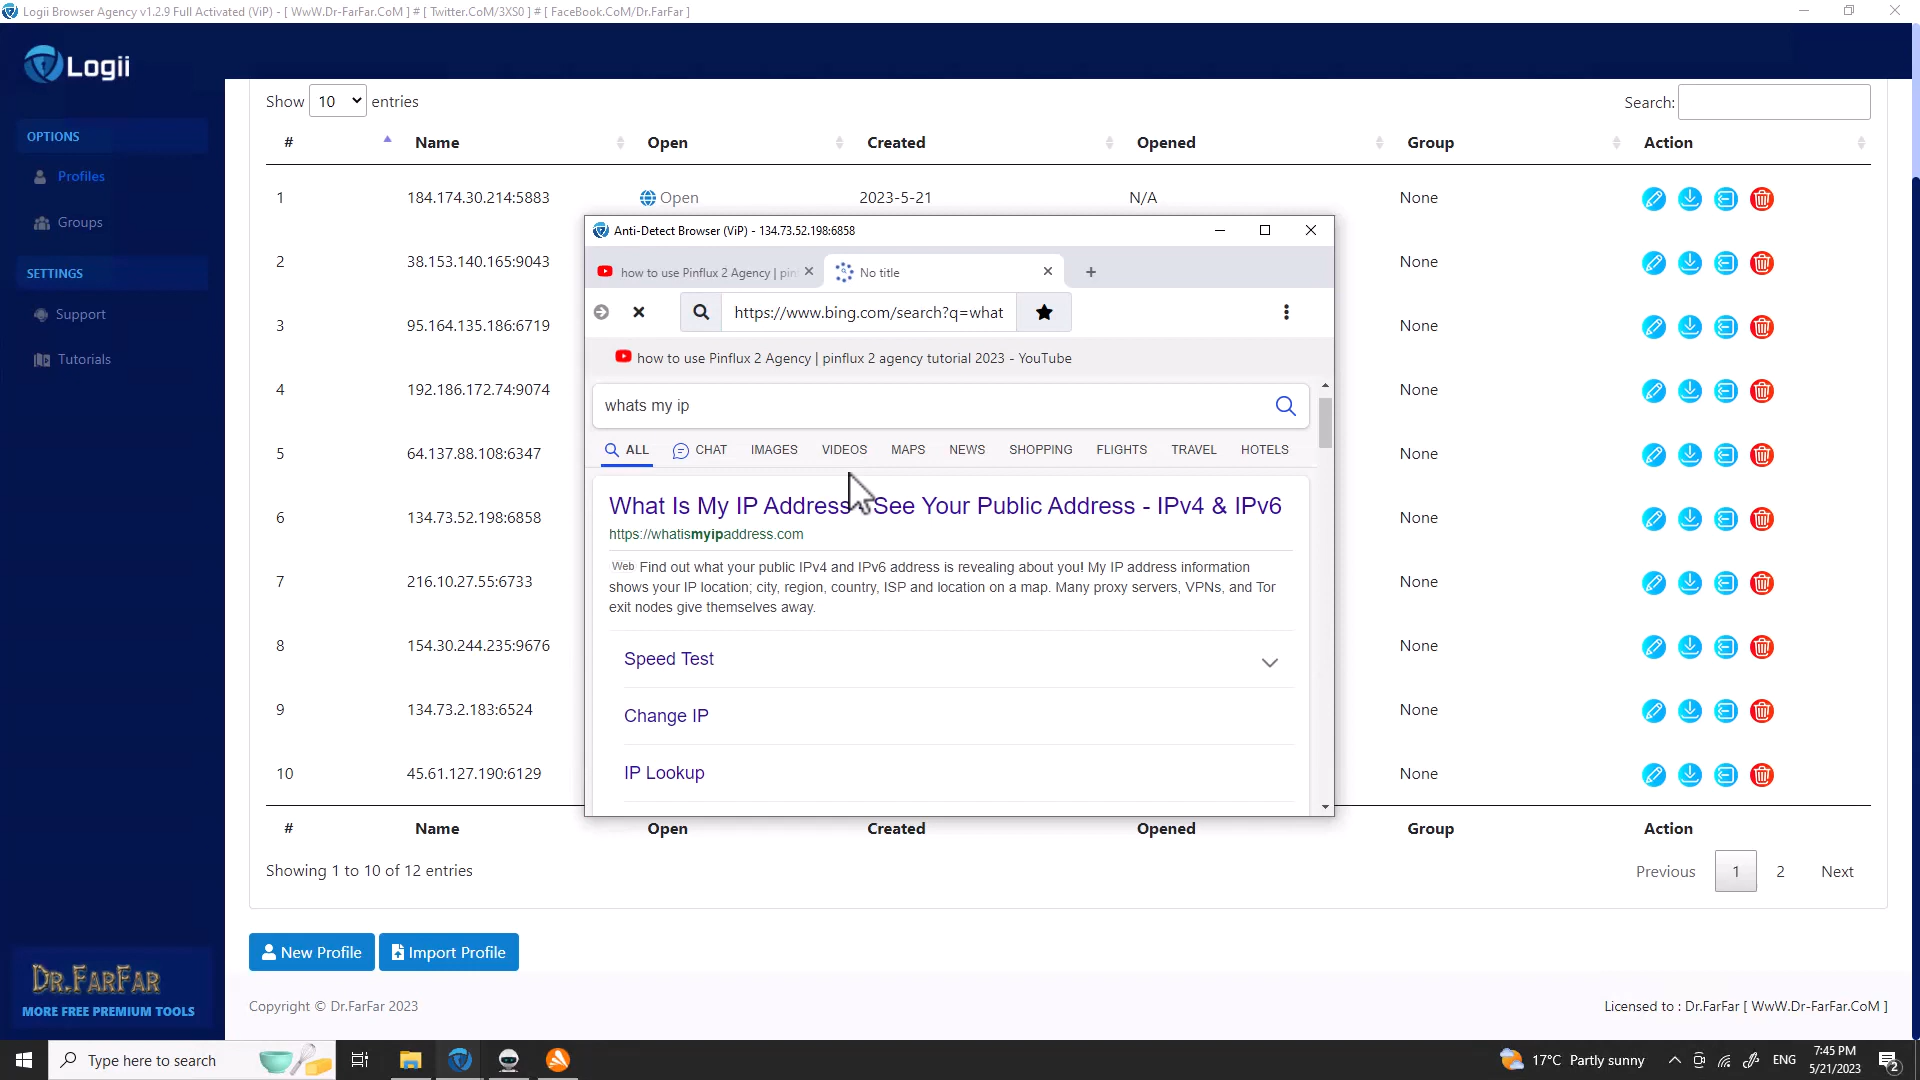 Logii Browser Agency v1.2.9 Full Activated (ViP) - [ WwW.Dr-FarFar.CoM ] # [ Twitter.CoM/3XS0 ] # [ FaceBook.CoM/Dr.FarFar ]
Logii
OPTIONS
Profiles
Groups
SETTINGS
Support
Tutorials
DR.FARFAR
MORE FREE PREMIUM TOOLS
Show 10 entries
Search:
# Name Open Created Opened Group Action
1 184.174.30.214:5883 Open 2023-5-21 N/A None
2 38.153.140.165:9043 None
3 95.164.135.186:6719 None
4 192.186.172.74:9074 None
5 64.137.88.108:6347 None
6 134.73.52.198:6858 None
7 216.10.27.55:6733 None
8 154.30.244.235:9676 None
9 134.73.2.183:6524 None
10 45.61.127.190:6129 None
# Name Open Created Opened Group Action
Showing 1 to 10 of 12 entries
Previous 1 2 Next
New Profile
Import Profile
Copyright © Dr.FarFar 2023
Licensed to : Dr.FarFar [ WwW.Dr-FarFar.CoM ]
Anti-Detect Browser (ViP) - 134.73.52.198:6858
how to use Pinflux 2 Agency | pin
No title
https://www.bing.com/search?q=what
how to use Pinflux 2 Agency | pinflux 2 agency tutorial 2023 - YouTube
whats my ip
ALL CHAT IMAGES VIDEOS MAPS NEWS SHOPPING FLIGHTS TRAVEL HOTELS
What Is My IP Address - See Your Public Address - IPv4 & IPv6
https://whatismyipaddress.com
Web Find out what your public IPv4 and IPv6 address is revealing about you! My IP address information
shows your IP location; city, region, country, ISP and location on a map. Many proxy servers, VPNs, and Tor
exit nodes give themselves away.
Speed Test
Change IP
IP Lookup
Type here to search
17°C Partly sunny
ENG
7:45 PM
5/21/2023
2